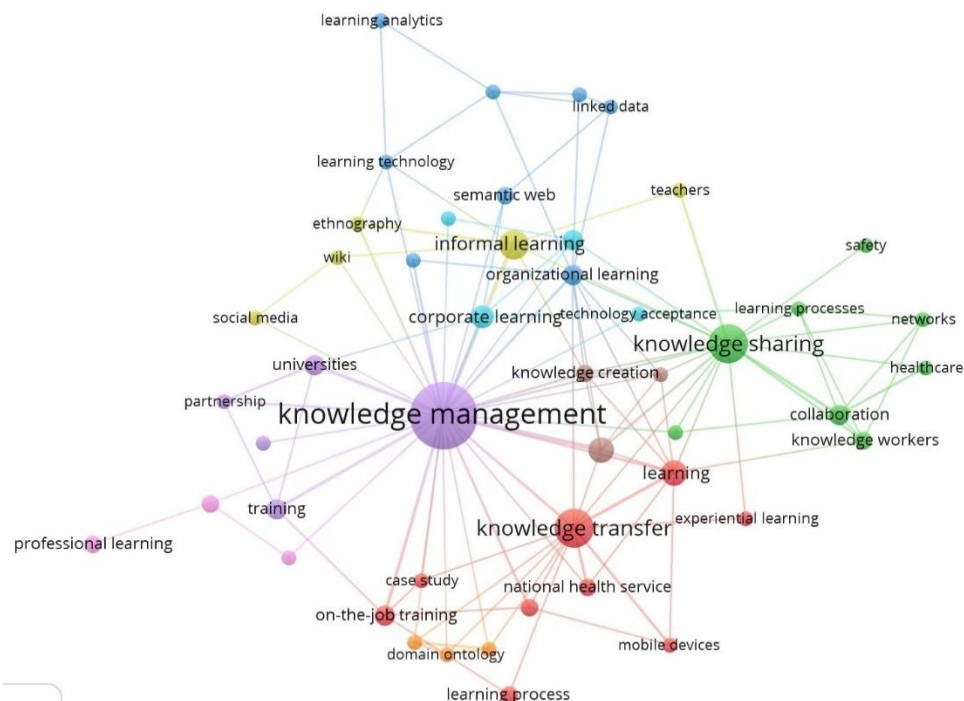 learning analytics
linked data
learning technology
semantic web
teachers
ethnography
informal learning
safety
wiki
organizational learning
learning processes
social media
corporate learning
technology acceptance
networks
knowledge sharing
universities
knowledge creation
healthcare
partnership
knowledge management
collaboration
knowledge workers
learning
training
experiential learning
knowledge transfer
professional learning
case study
national health service
on-the-job training
mobile devices
domain ontology
learning process